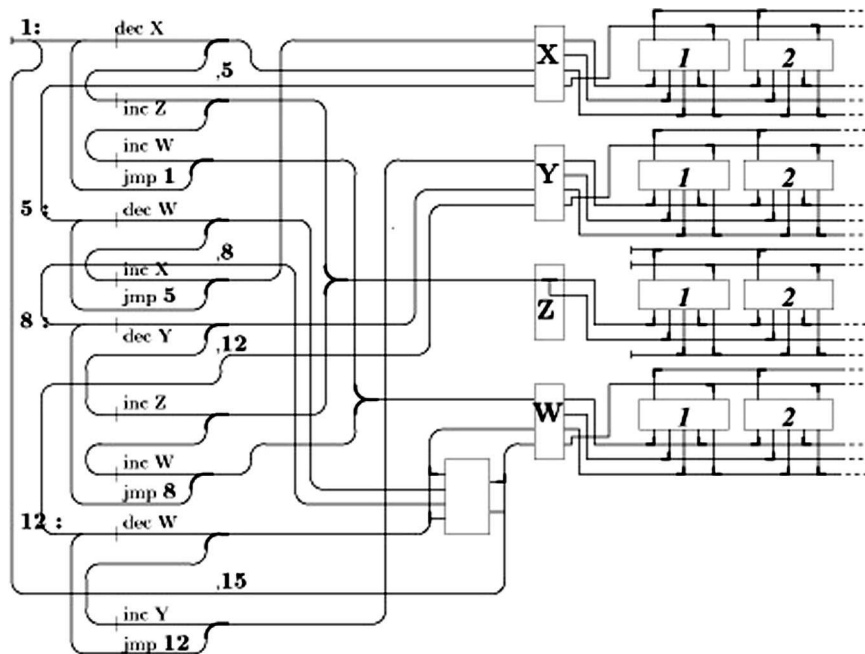 1:
dec X
,5
inc Z
inc W
jmp 1
5 :
dec W
,8
inc X
jmp 5
8 :
dec Y
,12
inc Z
inc W
jmp 8
12 :
dec W
,15
inc Y
jmp 12
X
1 2
Y
1 2
Z
1 2
W
1 2